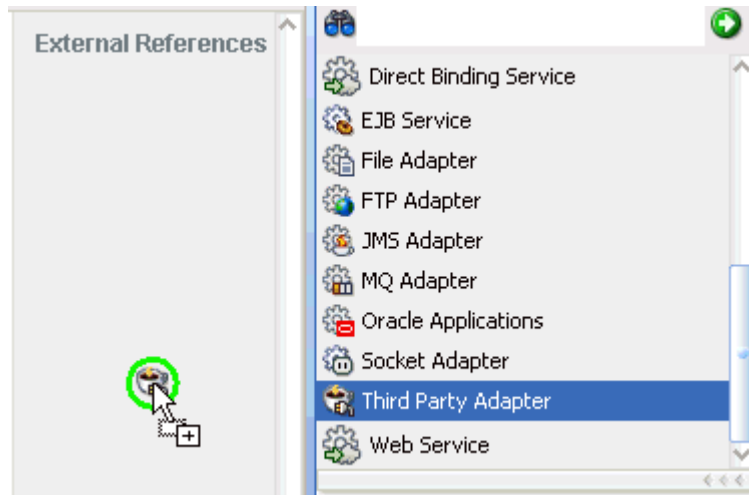 External References
Direct Binding Service
EJB Service
File Adapter
FTP Adapter
JMS Adapter
MQ Adapter
Oracle Applications
Socket Adapter
Third Party Adapter
Web Service